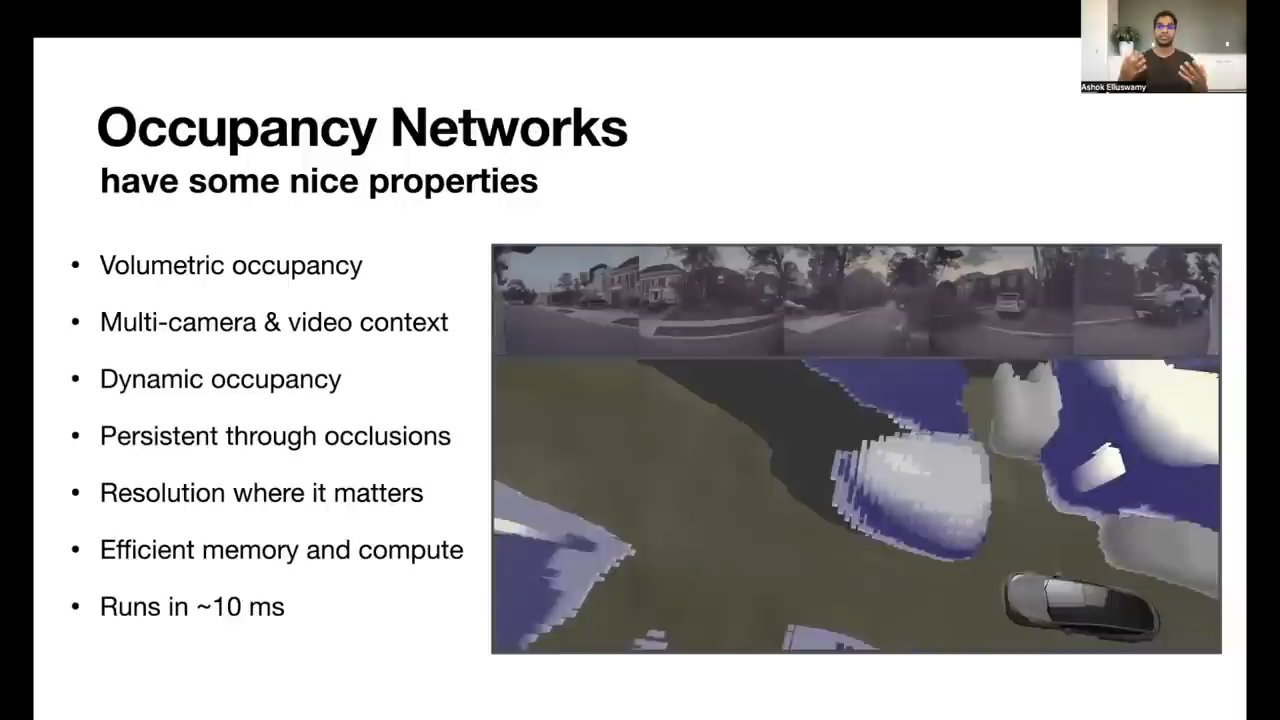 Ashok Elluswamy
Occupancy Networks
have some nice properties
• Volumetric occupancy
• Multi-camera & video context
• Dynamic occupancy
• Persistent through occlusions
• Resolution where it matters
• Efficient memory and compute
• Runs in ~10 ms